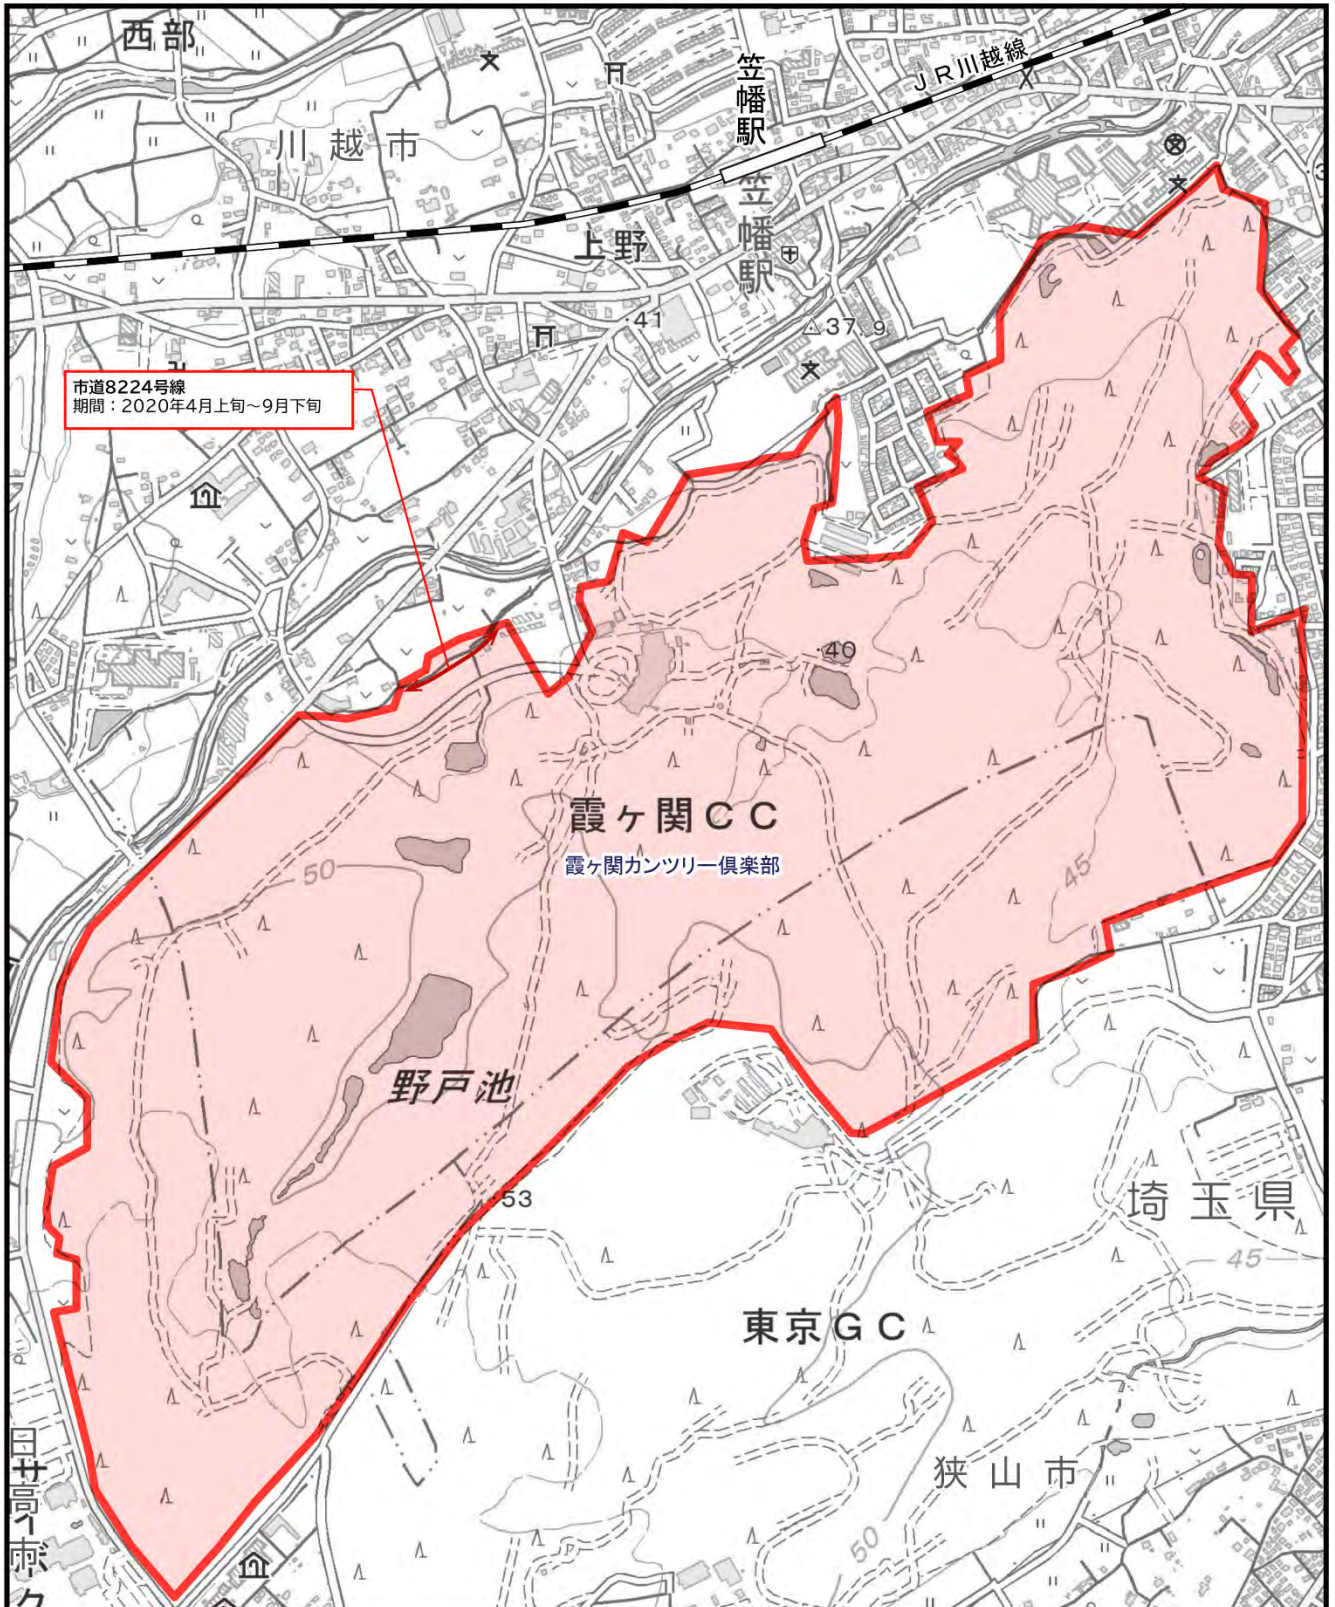 西部
川越市
笠幡駅
JR川越線
上野
笠幡駅
41
37.9
市道8224号線
期間：2020年4月上旬～9月下旬
40
霞ヶ関CC
霞ヶ関カンツリー倶楽部
50
45
野戸池
53
埼玉県
45
東京GC
狭山市
50
日高市